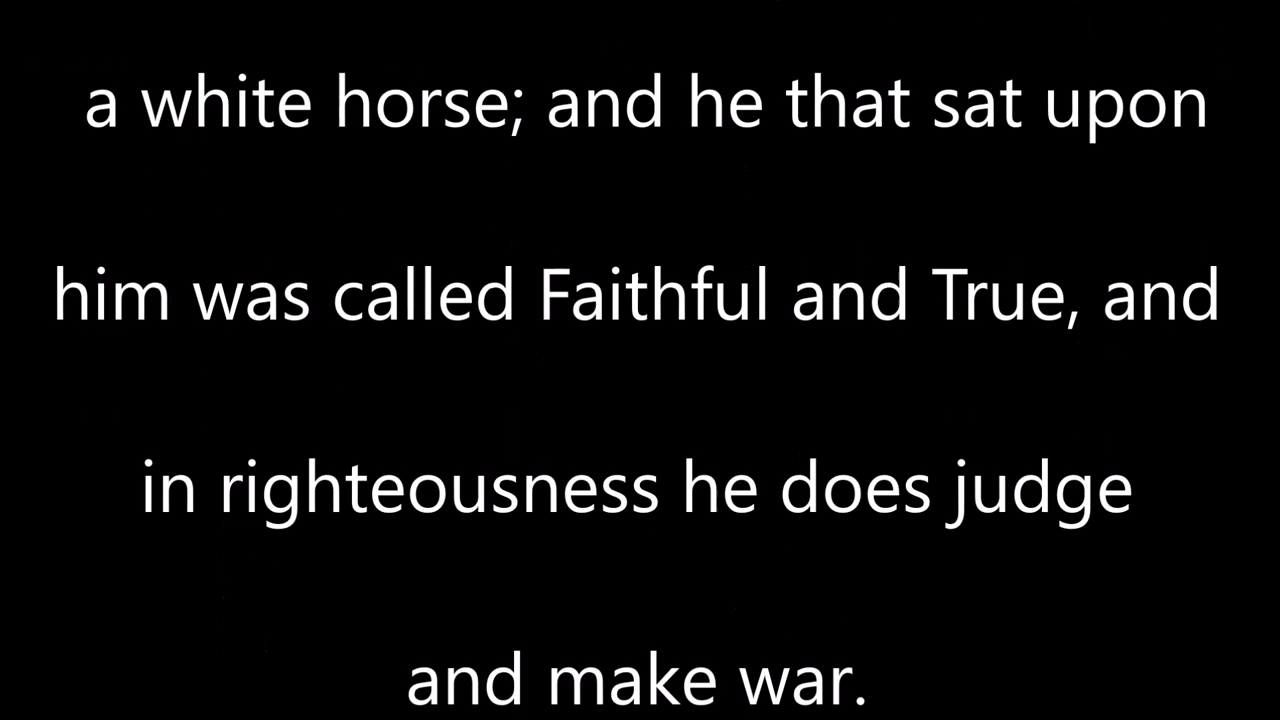 a white horse; and he that sat upon
him was called Faithful and True, and
in righteousness he does judge
and make war.